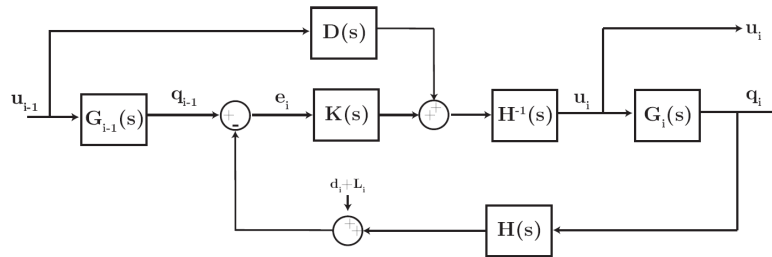 D(s)
u_i
u_{i-1}
G_{i-1}(s)
q_{i-1}
+
-
e_i
K(s)
+
+
H^{-1}(s)
u_i
G_i(s)
q_i
d_i+L_i
+
+
H(s)